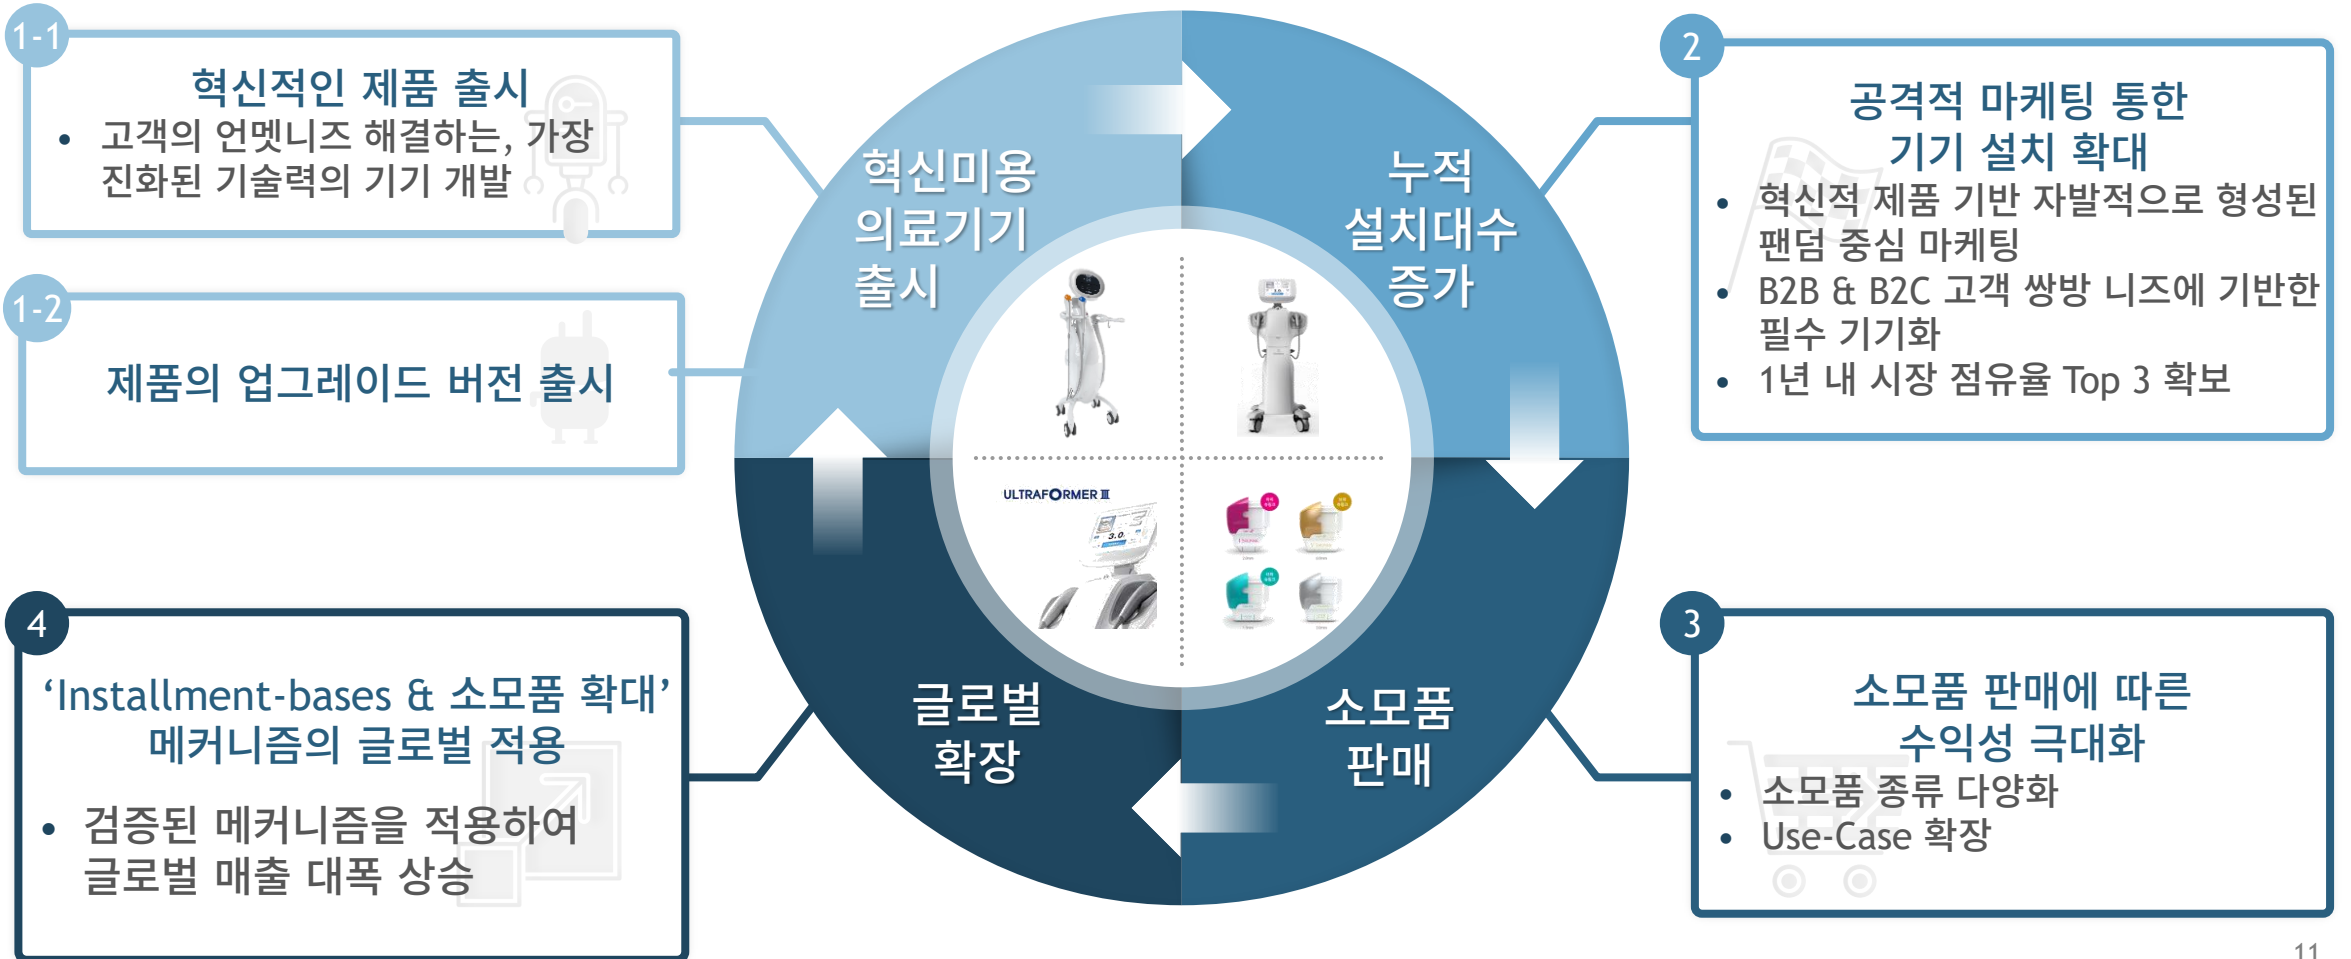 1-1
혁신적인 제품 출시
• 고객의 언멧니즈 해결하는, 가장
진화된 기술력의 기기 개발
1-2
제품의 업그레이드 버전 출시
혁신미용
의료기기
출시
누적
설치대수
증가
2
공격적 마케팅 통한
기기 설치 확대
• 혁신적 제품 기반 자발적으로 형성된
팬덤 중심 마케팅
• B2B & B2C 고객 쌍방 니즈에 기반한
필수 기기화
• 1년 내 시장 점유율 Top 3 확보
ULTRAFORMER III
3.0
글로벌
확장
소모품
판매
4
‘Installment-bases & 소모품 확대’
메커니즘의 글로벌 적용
• 검증된 메커니즘을 적용하여
글로벌 매출 대폭 상승
3
소모품 판매에 따른
수익성 극대화
• 소모품 종류 다양화
• Use-Case 확장
11